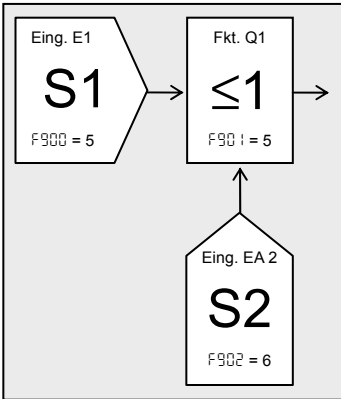 Eing. E1
S1
F900 = 5
Fkt. Q1
≤1
F901 = 5
Eing. EA 2
S2
F902 = 6